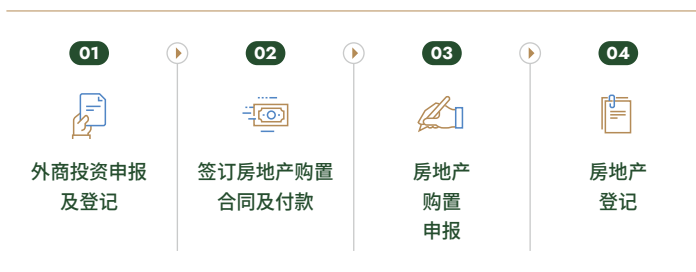 01
外商投资申报
及登记
02
签订房地产购置
合同及付款
03
房地产
购置
申报
04
房地产
登记